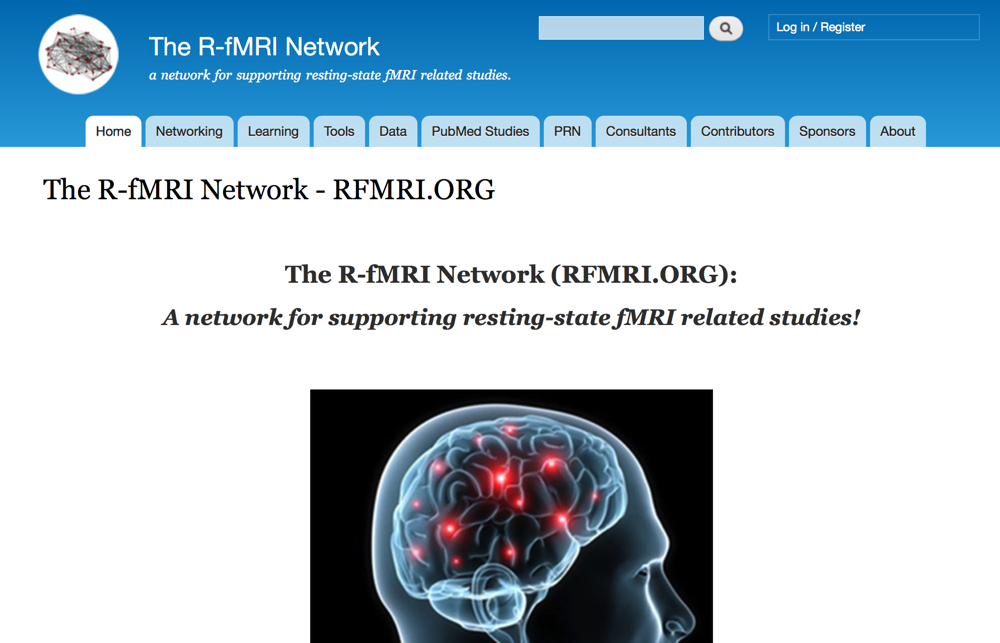 The R-fMRI Network
Log in / Register
a network for supporting resting-state fMRI related studies.
Home Networking Learning Tools Data PubMed Studies PRN Consultants Contributors Sponsors About
The R-fMRI Network - RFMRI.ORG
The R-fMRI Network (RFMRI.ORG):
A network for supporting resting-state fMRI related studies!